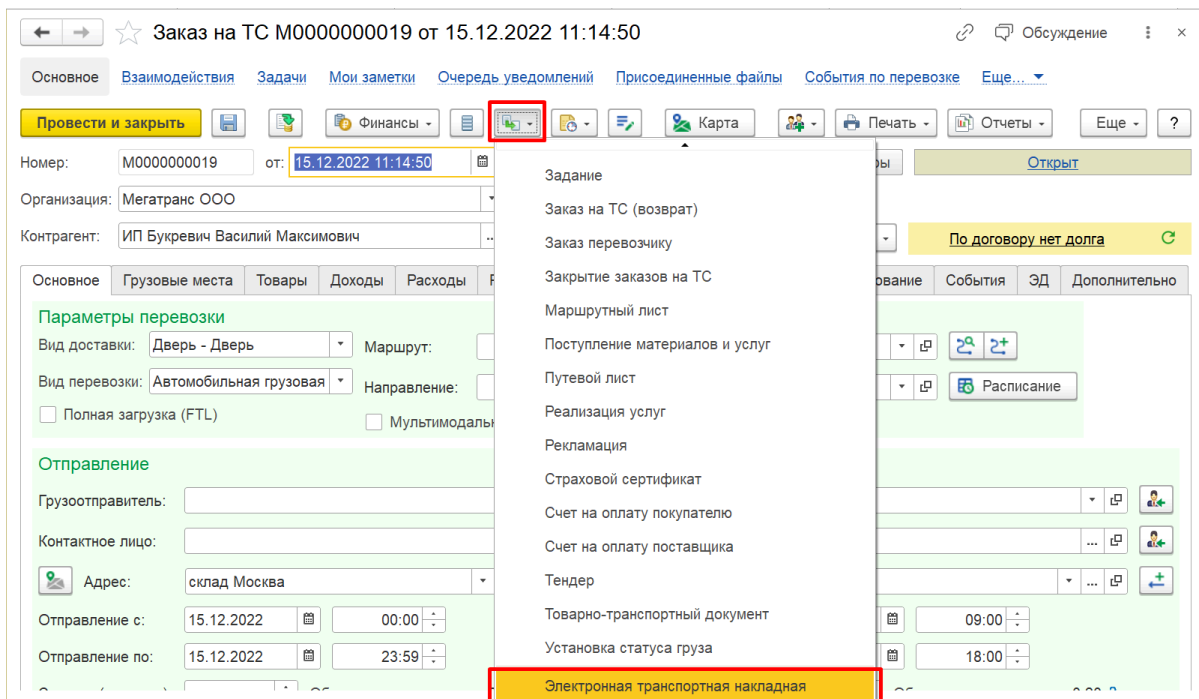 Заказ на ТС М0000000019 от 15.12.2022 11:14:50 Обсуждение
Основное Взаимодействия Задачи Мои заметки Очередь уведомлений Присоединенные файлы События по перевозке Еще...
Провести и закрыть Финансы Карта Печать Отчеты Еще ?
Номер: М0000000019 от: 15.12.2022 11:14:50 Открыт
Организация: Мегатранс ООО
Контрагент: ИП Букревич Василий Максимович ... По договору нет долга
Основное Грузовые места Товары Доходы Расходы События ЭД Дополнительно
Задание
Заказ на ТС (возврат)
Заказ перевозчику
Закрытие заказов на ТС
Маршрутный лист
Поступление материалов и услуг
Путевой лист
Реализация услуг
Рекламация
Страховой сертификат
Счет на оплату покупателю
Счет на оплату поставщика
Тендер
Товарно-транспортный документ
Установка статуса груза
Электронная транспортная накладная
Параметры перевозки
Вид доставки: Дверь - Дверь Маршрут:
Вид перевозки: Автомобильная грузовая Направление: Расписание
Полная загрузка (FTL)
Отправление
Грузоотправитель:
Контактное лицо: ...
Адрес: склад Москва ...
Отправление с: 15.12.2022 00:00 09:00
Отправление по: 15.12.2022 23:59 18:00